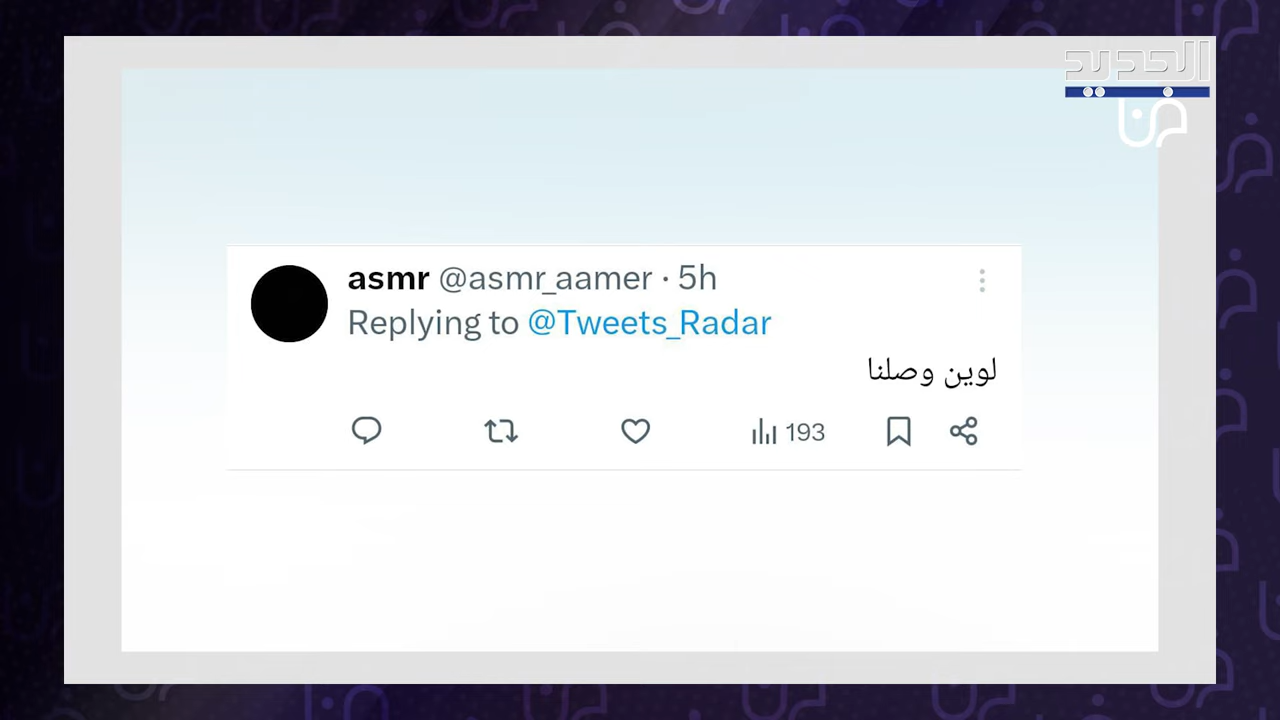 الجديد
asmr @asmr_aamer · 5h
Replying to @Tweets_Radar
لوين وصلنا
193